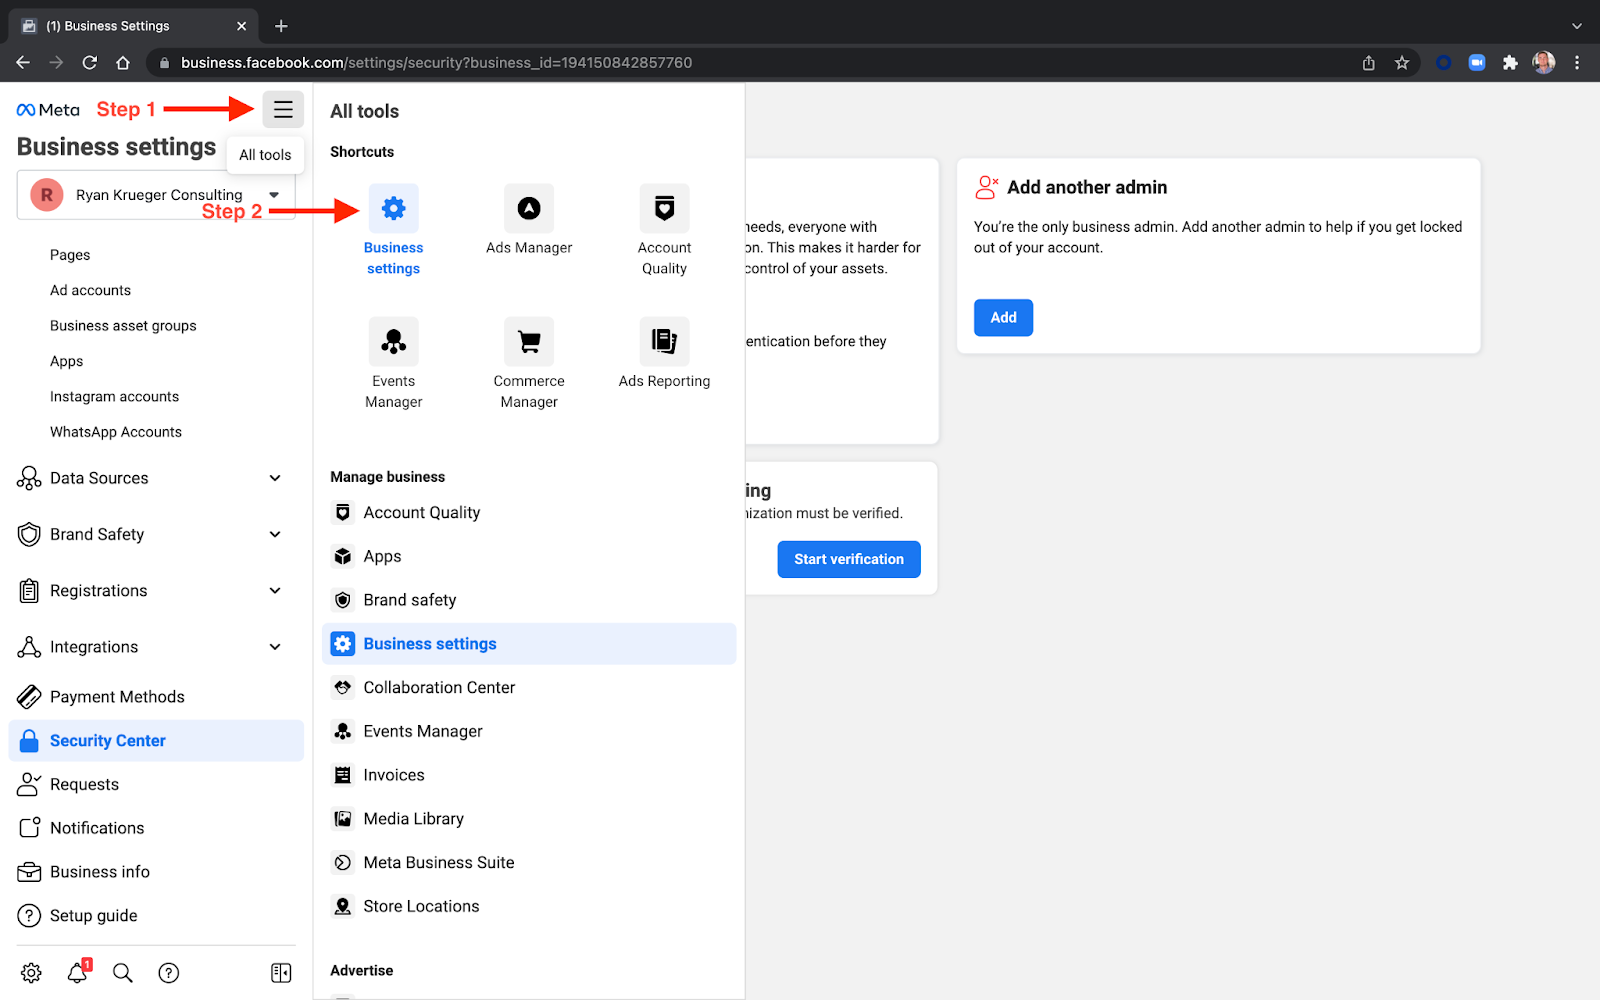 (1) Business Settings
business.facebook.com/settings/security?business_id=194150842857760
Meta
Step 1
Business settings
All tools
R
Ryan Krueger Consulting
Step 2
Pages
Ad accounts
Business asset groups
Apps
Instagram accounts
WhatsApp Accounts
Data Sources
Brand Safety
Registrations
Integrations
Payment Methods
Security Center
Requests
Notifications
Business info
Setup guide
1
All tools
Shortcuts
Business
settings
Ads Manager
Account
Quality
Events
Manager
Commerce
Manager
Ads Reporting
Manage business
Account Quality
Apps
Brand safety
Business settings
Collaboration Center
Events Manager
Invoices
Media Library
Meta Business Suite
Store Locations
Advertise
needs, everyone with
on. This makes it harder for
control of your assets.
entication before they
ing
nization must be verified.
Start verification
Add another admin
You're the only business admin. Add another admin to help if you get locked
out of your account.
Add